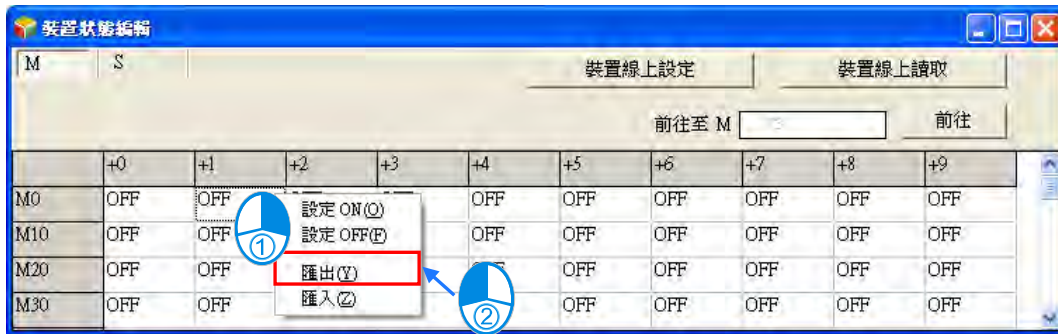 裝置狀態編輯
M S 裝置線上設定 裝置線上讀取
前往至 M 前往
+0 +1 +2 +3 +4 +5 +6 +7 +8 +9
M0 OFF OFF OFF OFF OFF OFF OFF OFF
設定 ON(O)
M10 OFF OFF OFF OFF OFF OFF OFF OFF
設定 OFF(F)
①
M20 OFF OFF OFF OFF OFF OFF OFF
匯出(Y)
M30 OFF OFF OFF OFF OFF OFF OFF
匯入(Z)
②